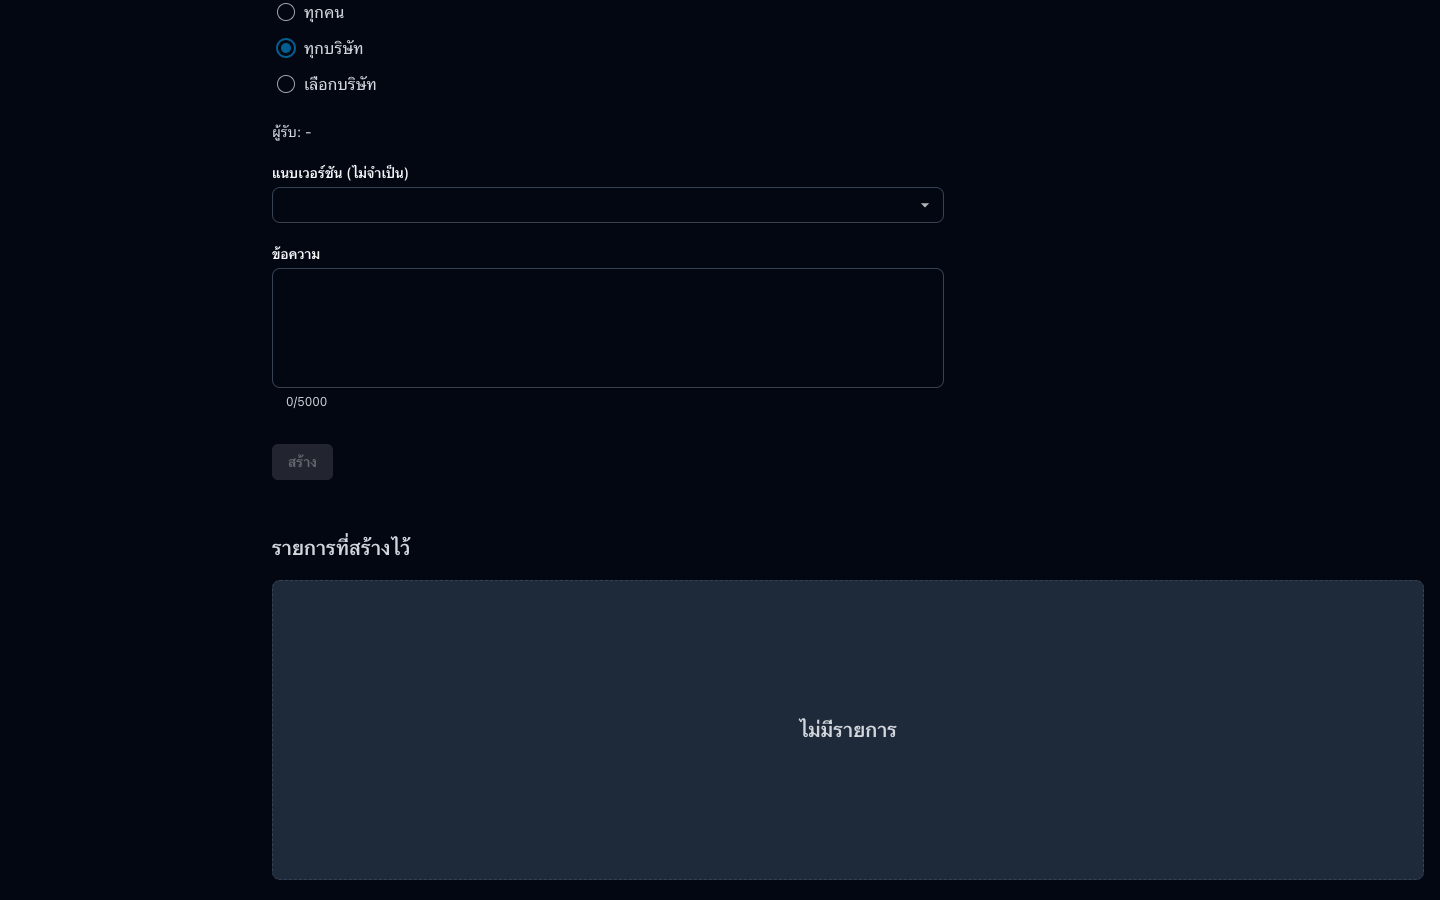 ทุกคน
ทุกบริษัท
เลือกบริษัท
ผู้รับ: -
แนบเวอร์ชัน (ไม่จำเป็น)
ข้อความ
0/5000
สร้าง
รายการที่สร้างไว้
ไม่มีรายการ